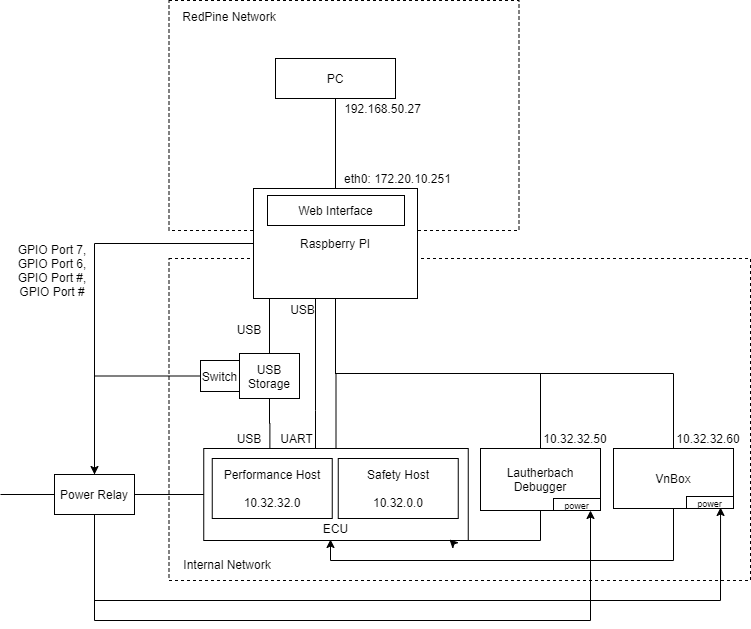 RedPine Network
PC
192.168.50.27
eth0: 172.20.10.251
Web Interface
Raspberry PI
GPIO Port 7,
GPIO Port 6,
GPIO Port #,
GPIO Port #
USB
USB
Switch
USB
Storage
USB
UART
10.32.32.50
10.32.32.60
Performance Host
10.32.32.0
Safety Host
10.32.0.0
ECU
Lautherbach
Debugger
power
VnBox
power
Power Relay
Internal Network